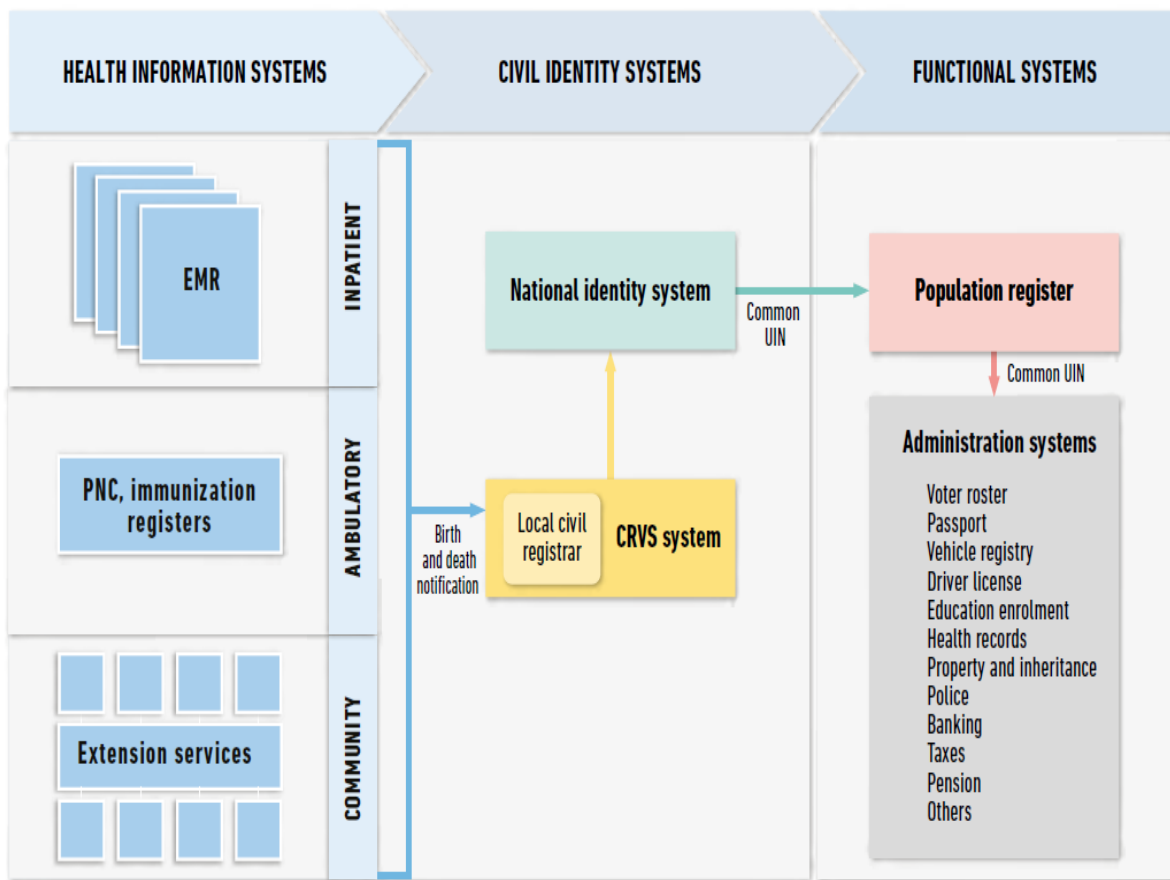 HEALTH INFORMATION SYSTEMS
CIVIL IDENTITY SYSTEMS
FUNCTIONAL SYSTEMS
EMR
INPATIENT
PNC, immunization
registers
AMBULATORY
Extension services
COMMUNITY
Birth
and death
notification
National identity system
Local civil
registrar
CRVS system
Common
UIN
Population register
Common UIN
Administration systems
Voter roster
Passport
Vehicle registry
Driver license
Education enrolment
Health records
Property and inheritance
Police
Banking
Taxes
Pension
Others